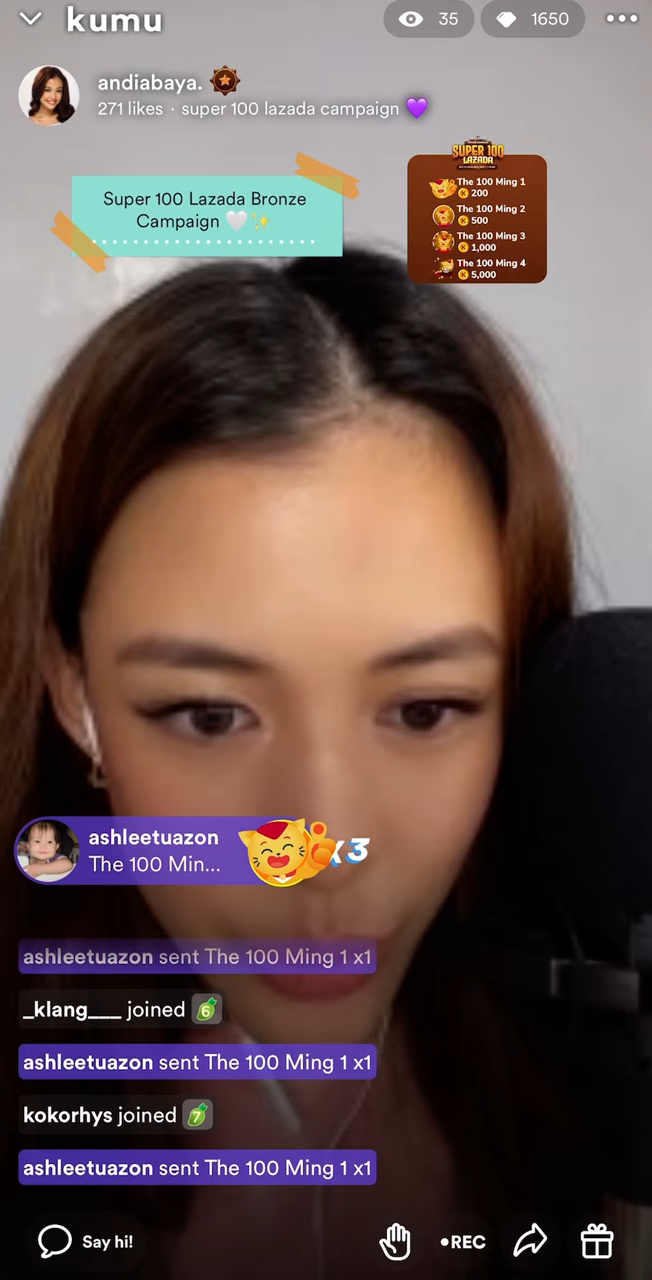 kumu
35
1650
andiabaya.
271 likes · super 100 lazada campaign 💜
Super 100 Lazada Bronze
Campaign 🤍✨
SUPER 100
LAZADA
The 100 Ming 1
200
The 100 Ming 2
500
The 100 Ming 3
1,000
The 100 Ming 4
5,000
ashleetuazon
The 100 Min...
x3
ashleetuazon sent The 100 Ming 1 x1
_klang___ joined 6
ashleetuazon sent The 100 Ming 1 x1
kokorhys joined 7
ashleetuazon sent The 100 Ming 1 x1
Say hi!
•REC